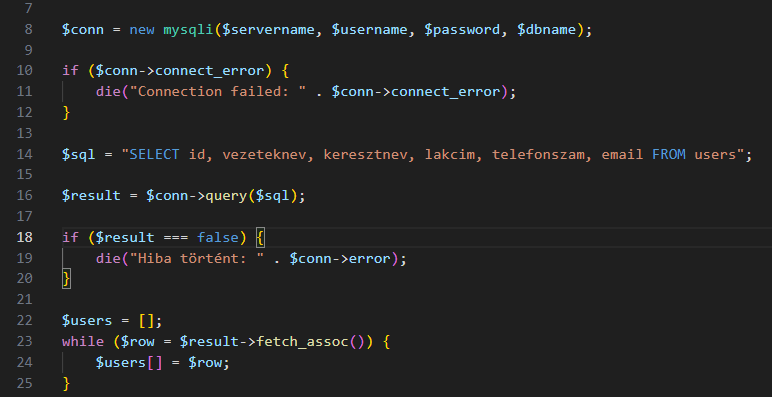 7
8 $conn = new mysqli($servername, $username, $password, $dbname);
9
10 if ($conn->connect_error) {
11 die("Connection failed: " . $conn->connect_error);
12 }
13
14 $sql = "SELECT id, vezeteknev, keresztnev, lakcim, telefonszam, email FROM users";
15
16 $result = $conn->query($sql);
17
18 if ($result === false) {
19 die("Hiba történt: " . $conn->error);
20 }
21
22 $users = [];
23 while ($row = $result->fetch_assoc()) {
24 $users[] = $row;
25 }